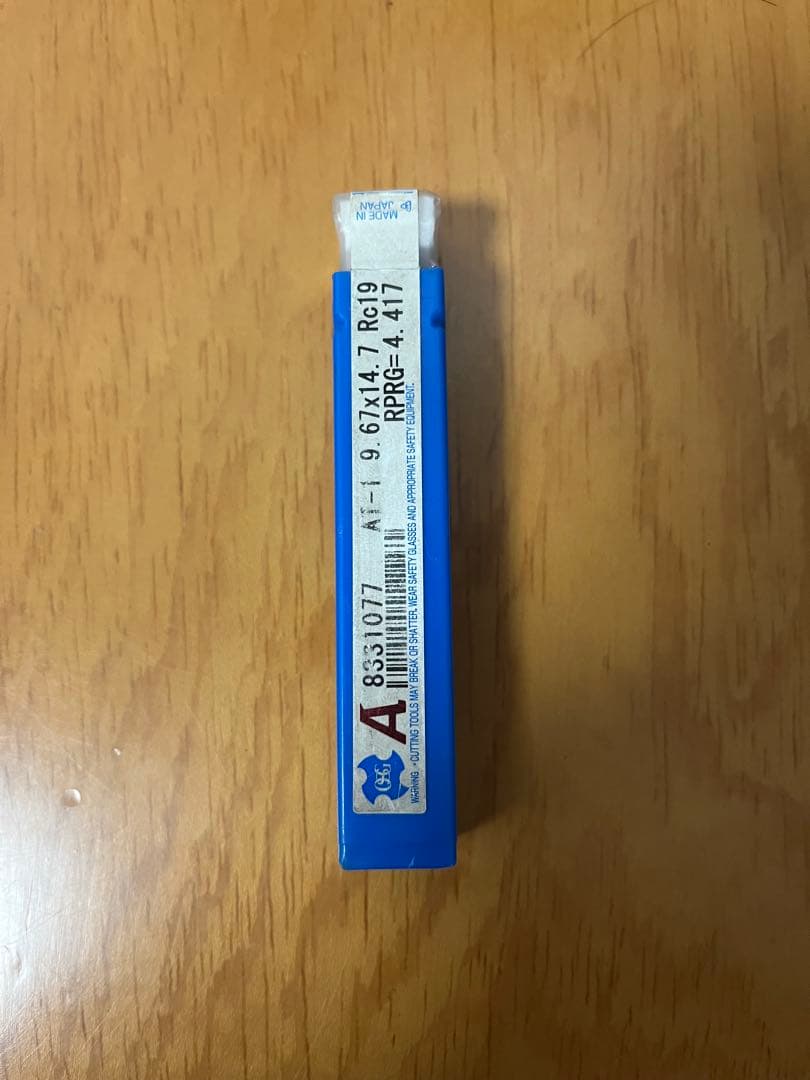 MADE IN
JAPAN
AT-1 9.67x14.7 Rc19
RPRG=4.417
8331077
A
OSG
WARNING • CUTTING TOOLS MAY BREAK OR SHATTER. WEAR SAFETY GLASSES AND APPROPRIATE SAFETY EQUIPMENT.